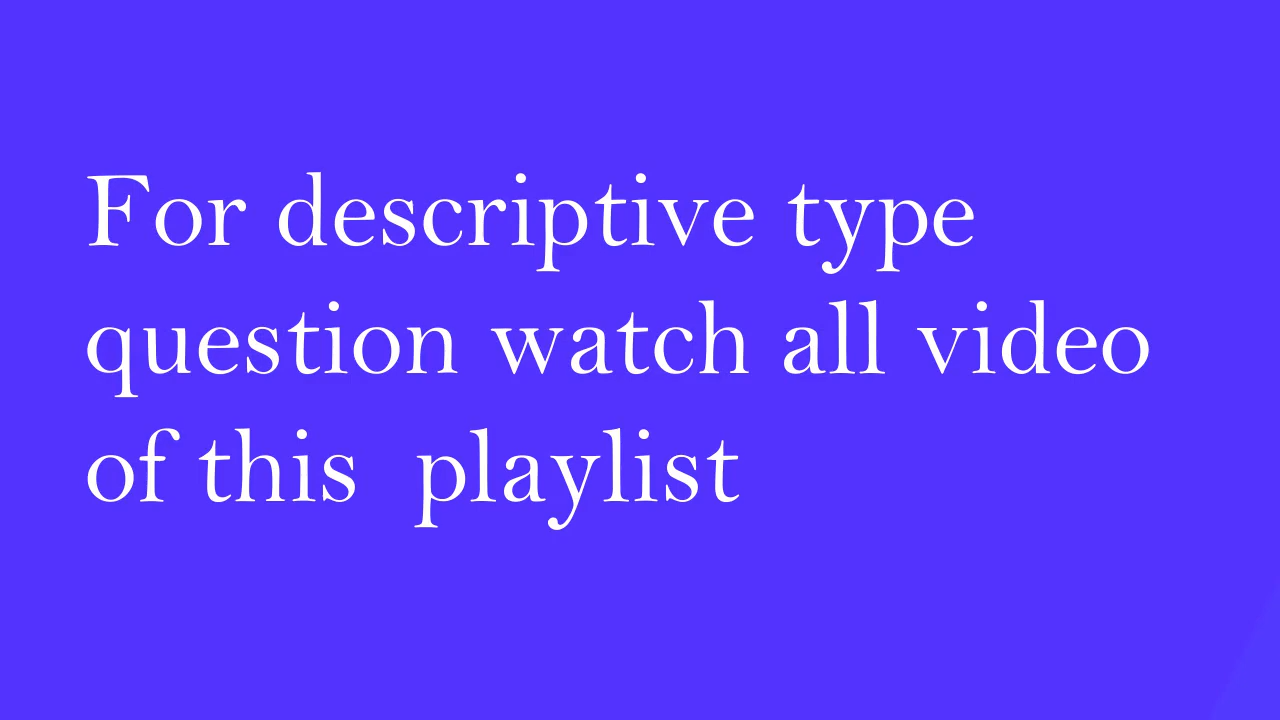 For descriptive type
question watch all video
of this  playlist